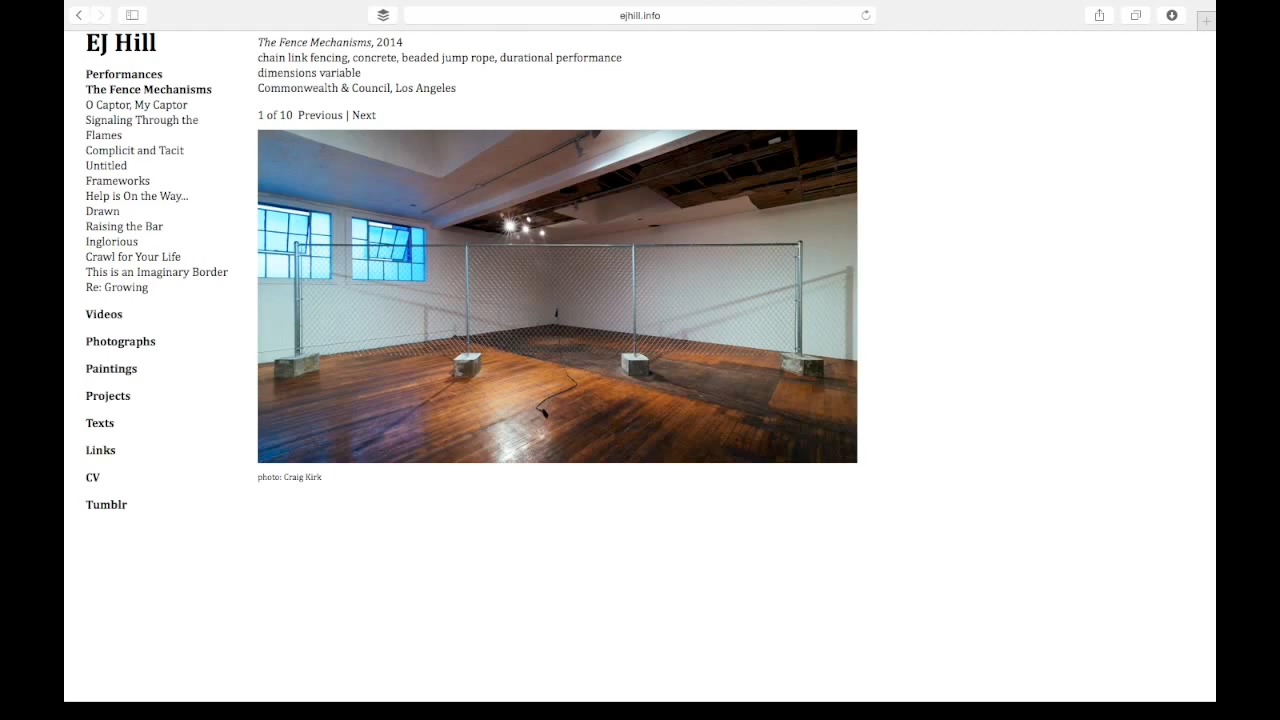 ejhill.info
EJ Hill
Performances
The Fence Mechanisms
O Captor, My Captor
Signaling Through the
Flames
Complicit and Tacit
Untitled
Frameworks
Help is On the Way...
Drawn
Raising the Bar
Inglorious
Crawl for Your Life
This is an Imaginary Border
Re: Growing
Videos
Photographs
Paintings
Projects
Texts
Links
CV
Tumblr
The Fence Mechanisms, 2014
chain link fencing, concrete, beaded jump rope, durational performance
dimensions variable
Commonwealth & Council, Los Angeles
1 of 10 Previous | Next
photo: Craig Kirk